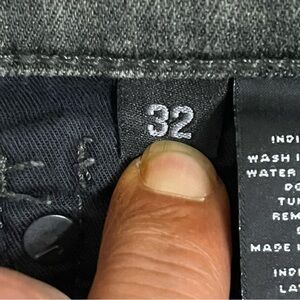 32
INDI
WASH I
WATER
DO
TU
REM
MADE
INDI
LA